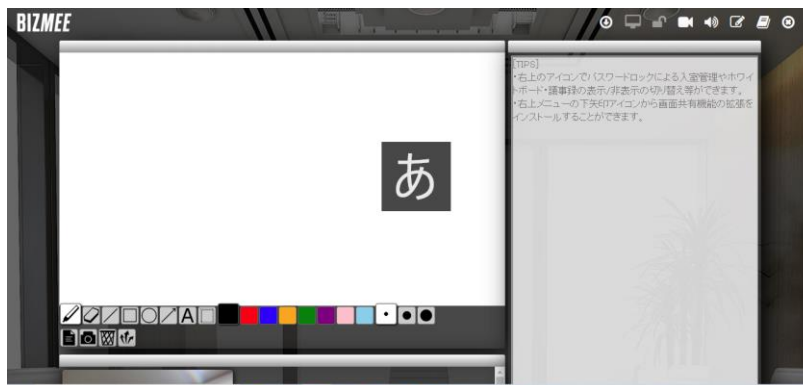 BIZMEE
[TIPS]
・右上のアイコンでパスワードロックによる入室管理やホワイ
トボード・議事録の表示/非表示の切り替え等ができます。
・右上メニューの下矢印アイコンから画面共有機能の拡張を
インストールすることができます。
あ
A